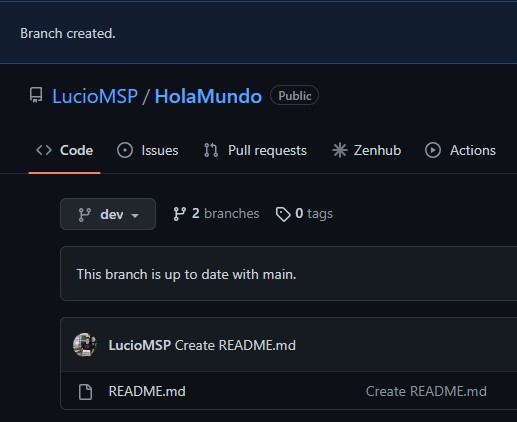 Branch created.
LucioMSP / HolaMundo Public
Code Issues Pull requests Zenhub Actions
dev 2 branches 0 tags
This branch is up to date with main.
LucioMSP Create README.md
README.md Create README.md